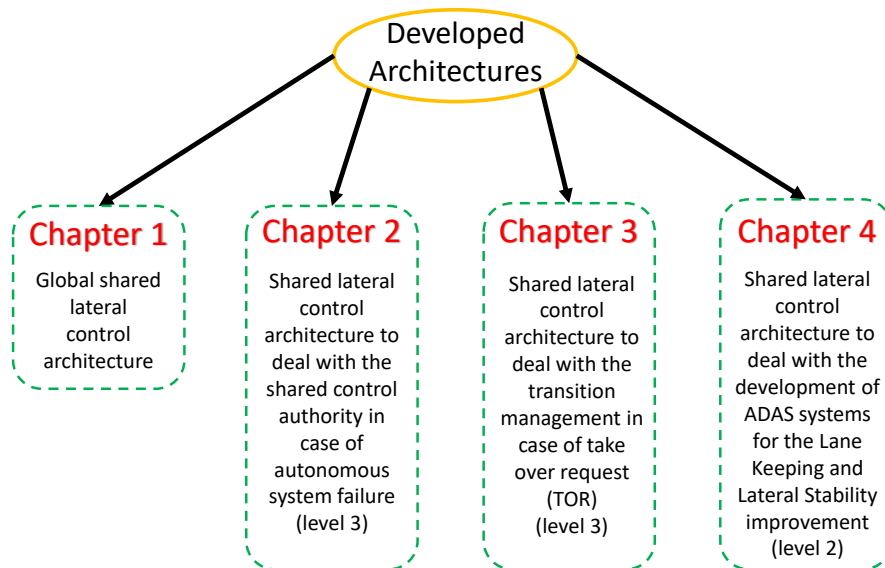 Developed
Architectures
Chapter 1
Global shared
lateral
control
architecture
Chapter 2
Shared lateral
control
architecture to
deal with the
shared control
authority in
case of
autonomous
system failure
(level 3)
Chapter 3
Shared lateral
control
architecture to
deal with the
transition
management in
case of take
over request
(TOR)
(level 3)
Chapter 4
Shared lateral
control
architecture to
deal with the
development of
ADAS systems
for the Lane
Keeping and
Lateral Stability
improvement
(level 2)